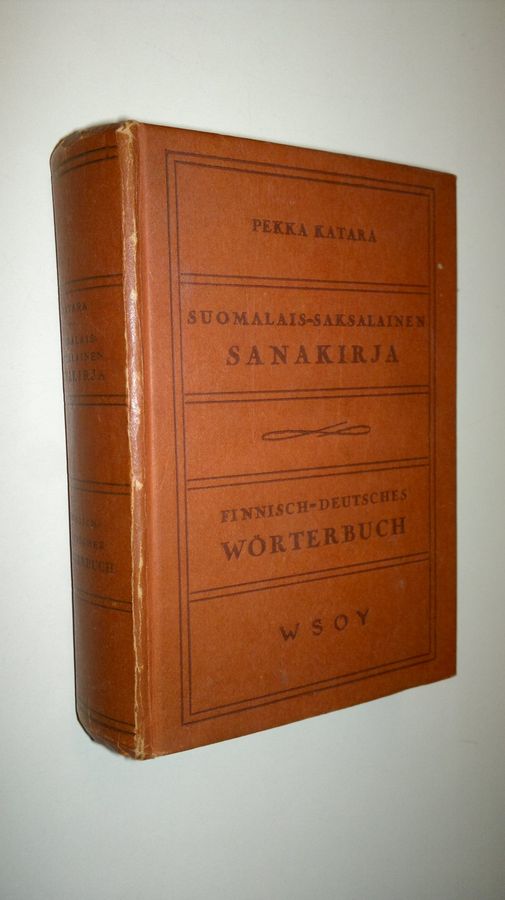 PEKKA KATARA
SUOMALAIS-SAKSALAINEN
SANAKIRJA
FINNISCH-DEUTSCHES
WÖRTERBUCH
WSOY